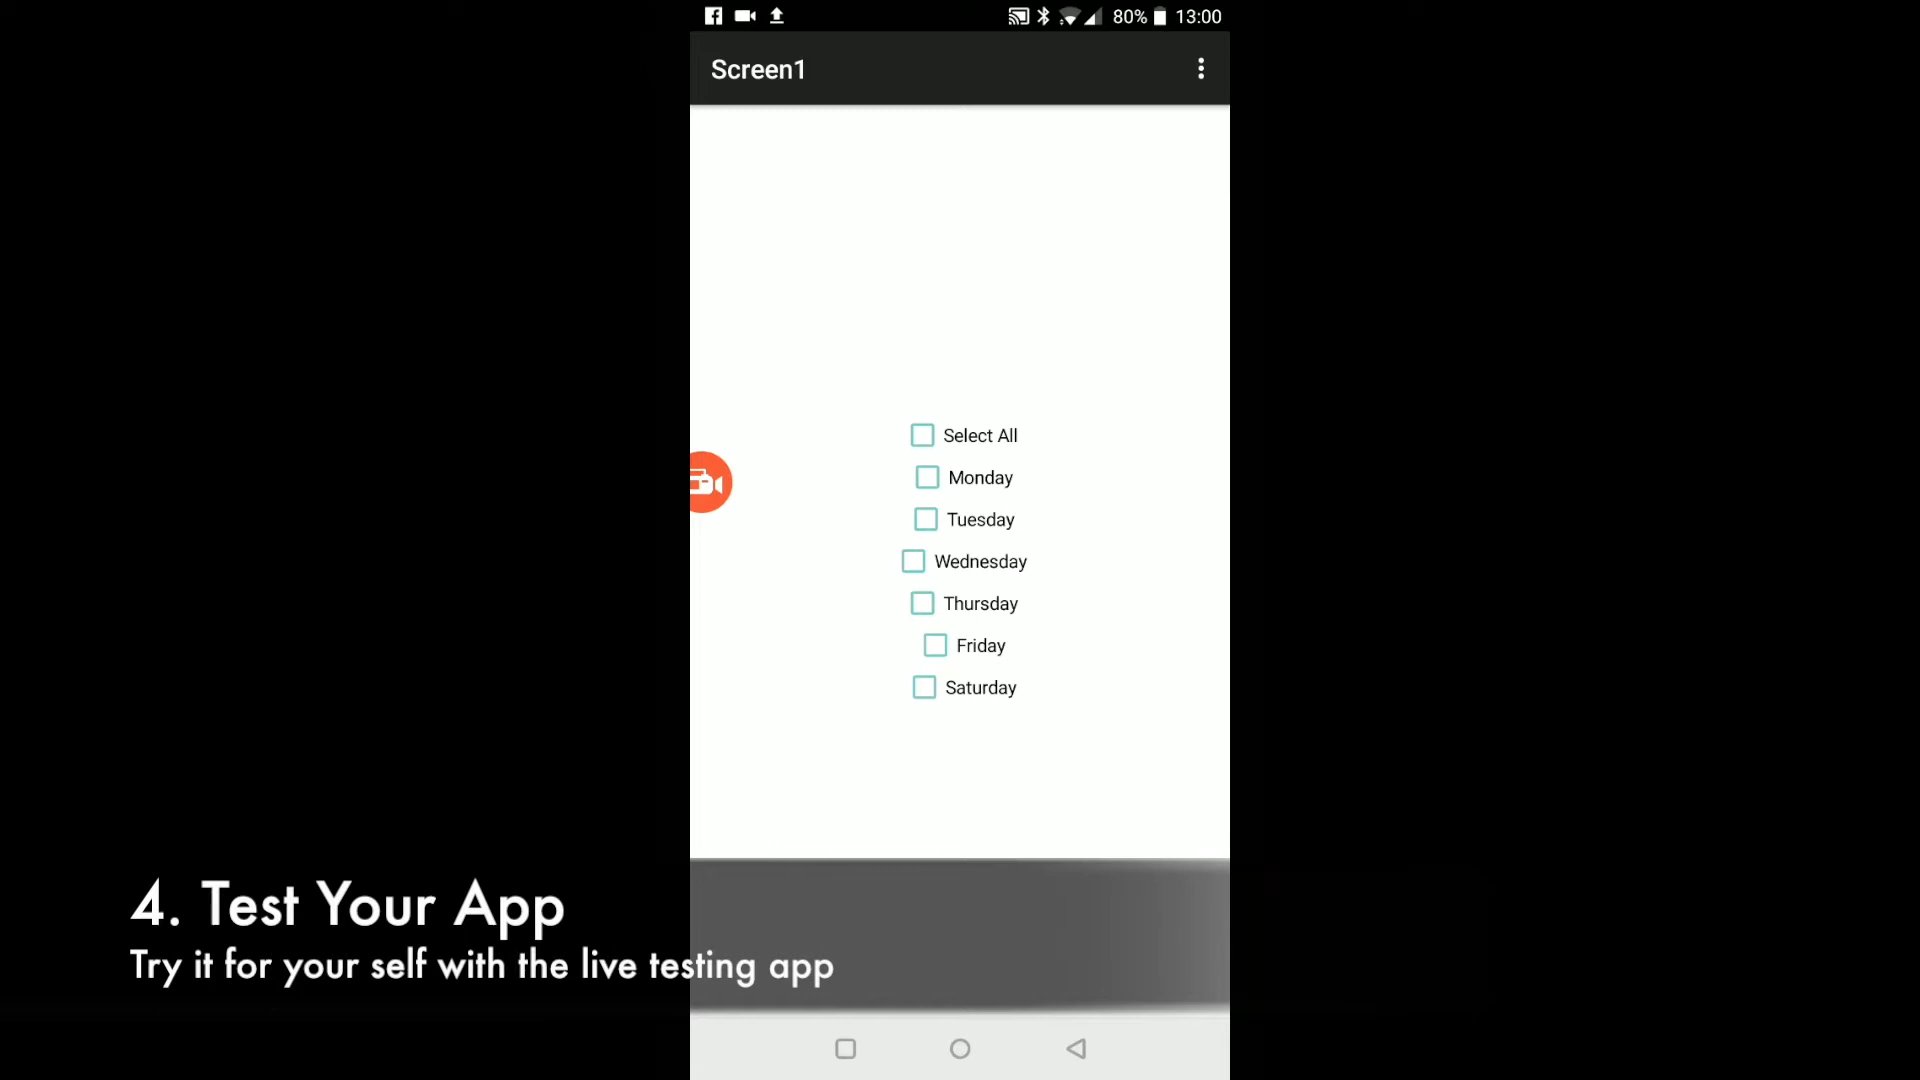 80% 13:00
Screen1
Select All
Monday
Tuesday
Wednesday
Thursday
Friday
Saturday
4. Test Your App
Try it for your self with the live testing app